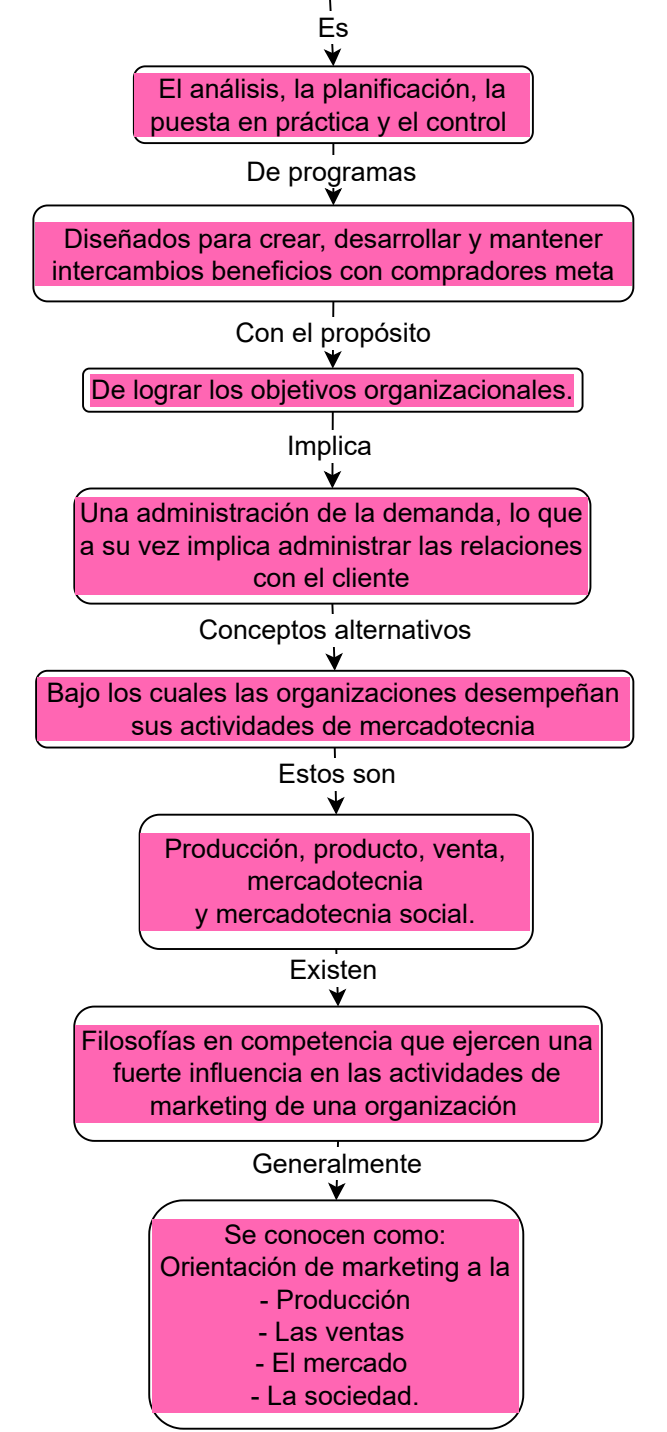 Es
El análisis, la planificación, la
puesta en práctica y el control
De programas
Diseñados para crear, desarrollar y mantener
intercambios beneficios con compradores meta
Con el propósito
De lograr los objetivos organizacionales.
Implica
Una administración de la demanda, lo que
a su vez implica administrar las relaciones
con el cliente
Conceptos alternativos
Bajo los cuales las organizaciones desempeñan
sus actividades de mercadotecnia
Estos son
Producción, producto, venta,
mercadotecnia
y mercadotecnia social.
Existen
Filosofías en competencia que ejercen una
fuerte influencia en las actividades de
marketing de una organización
Generalmente
Se conocen como:
Orientación de marketing a la
- Producción
- Las ventas
- El mercado
- La sociedad.